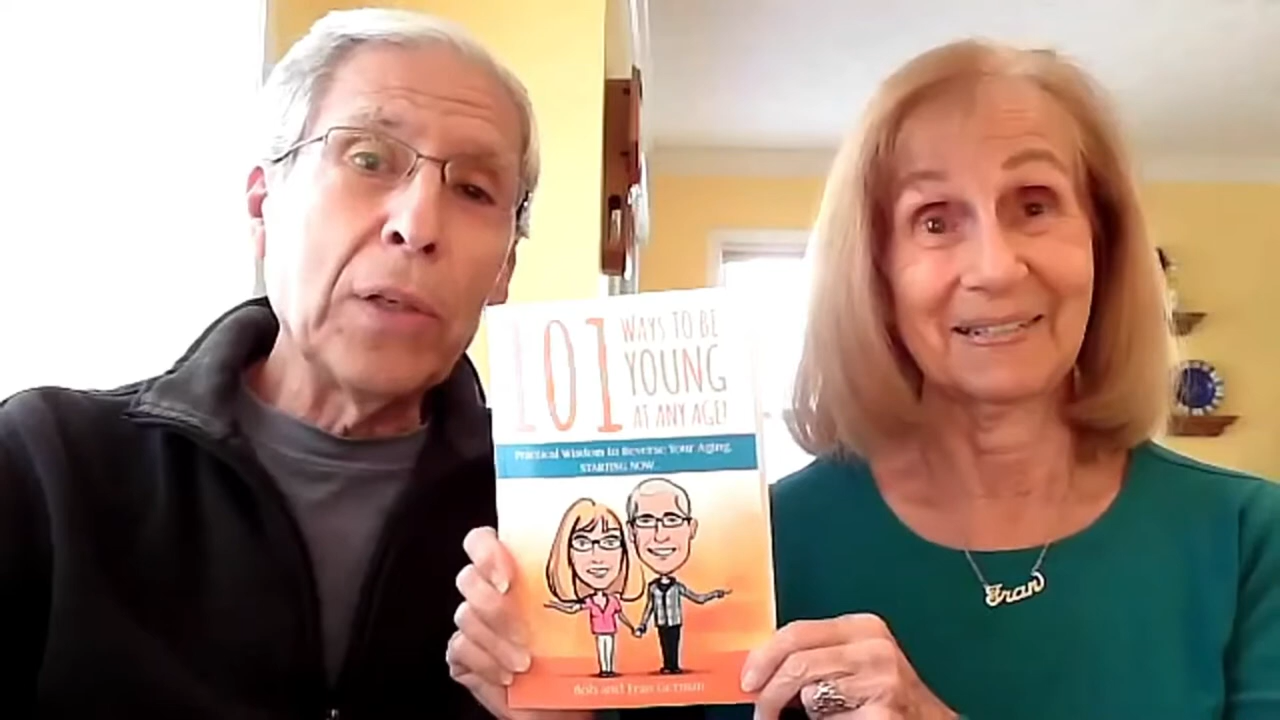 101
WAYS TO BE
YOUNG
AT ANY AGE!
Practical Wisdom to Reverse Your Aging,
STARTING NOW.
Bob and Fran German
Fran